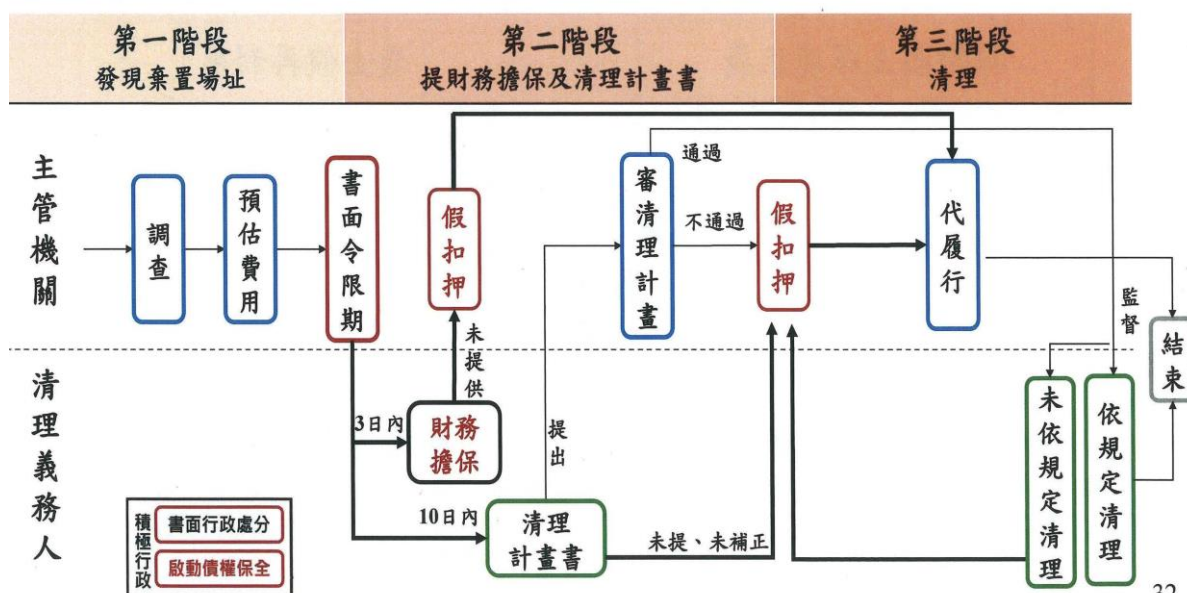 第一階段
發現棄置場址
第二階段
提財務擔保及清理計畫書
第三階段
清理
主管機關
調查
預估費用
書面令限期
假扣押
審清理計畫
通過
不通過
假扣押
代履行
監督
結束
未提供
清理義務人
3日內
財務
擔保
提出
10日內
清理
計畫書
未提、未補正
未依規定清理
依規定清理
積極行政
書面行政處分
啟動債權保全
32